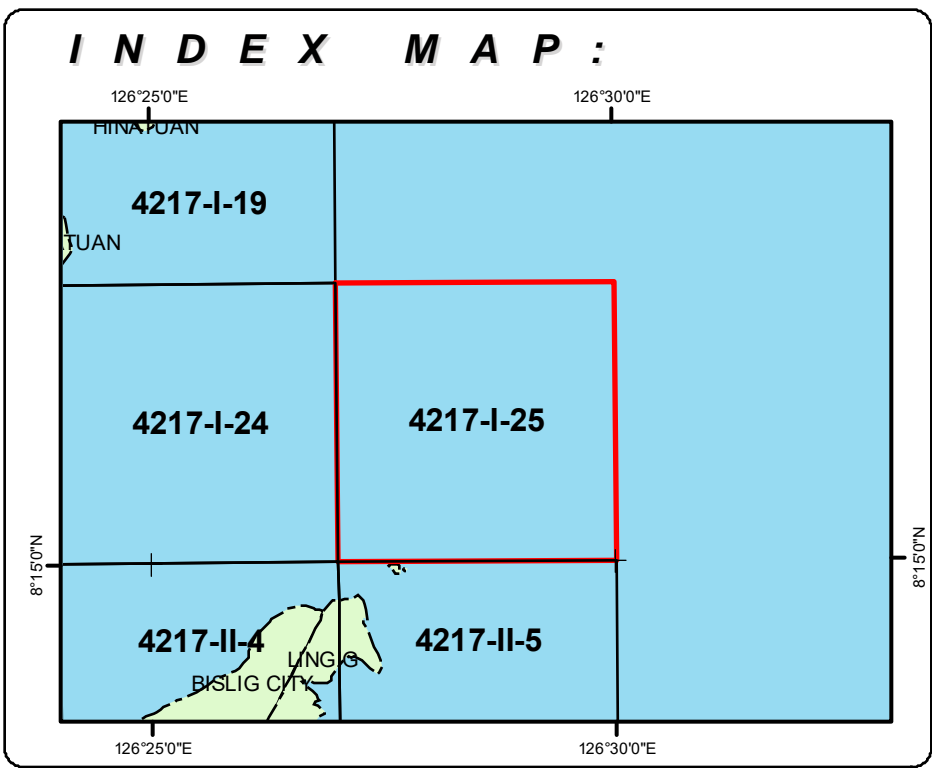 INDEX MAP:
126°25'0"E
126°30'0"E
HINATUAN
4217-I-19
TUAN
4217-I-24
4217-I-25
8°15'0"N
8°15'0"N
4217-II-4
4217-II-5
LING G
BISLIG CITY
126°25'0"E
126°30'0"E